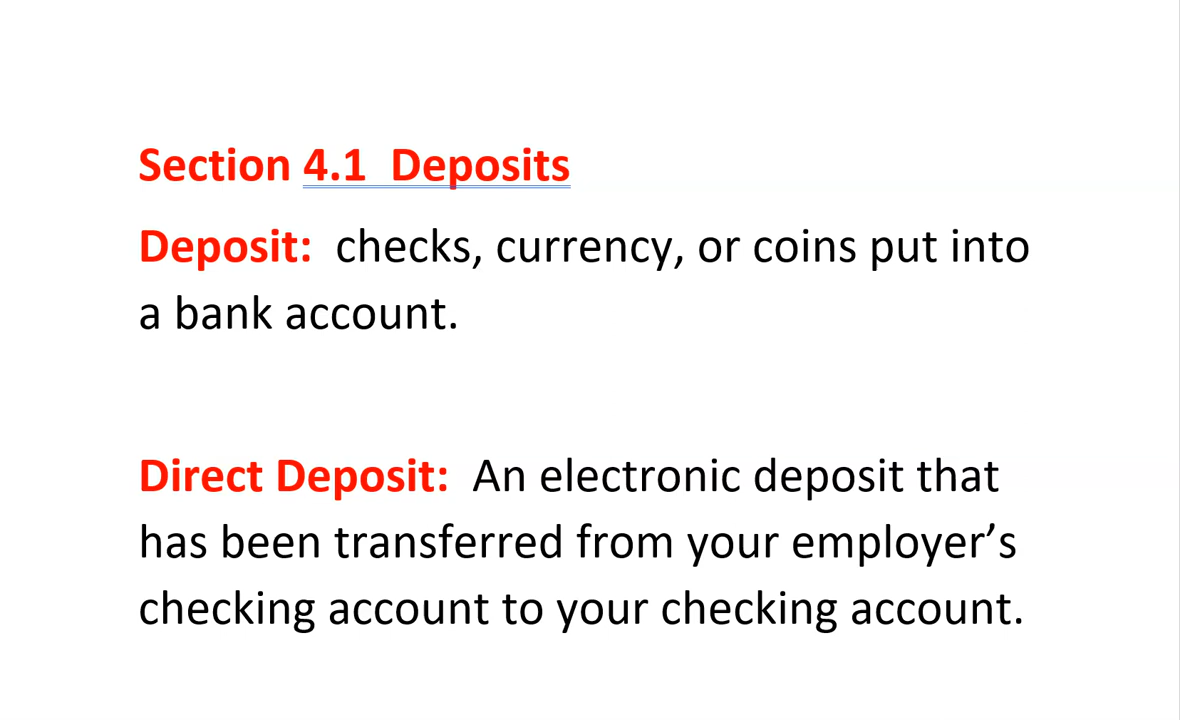 Section 4.1  Deposits
Deposit:  checks, currency, or coins put into
a bank account.
Direct Deposit:  An electronic deposit that
has been transferred from your employer’s
checking account to your checking account.